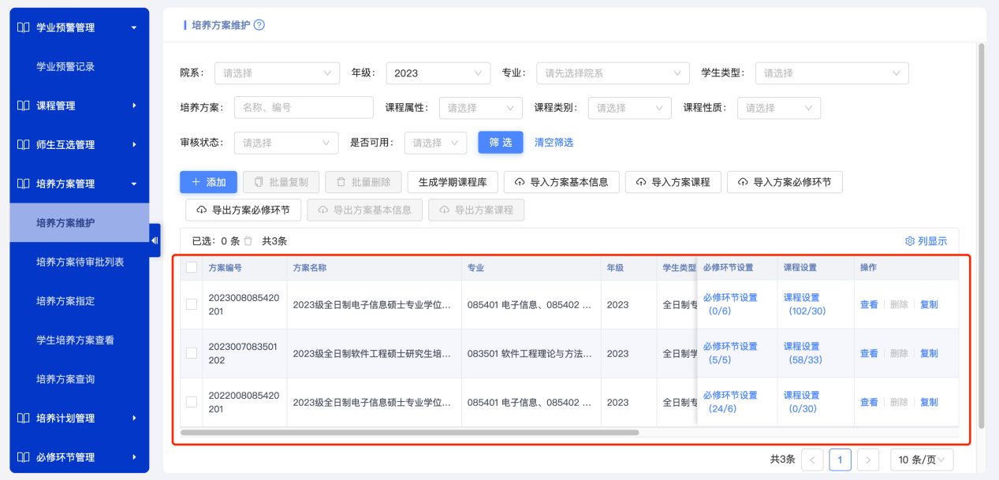 学业预警管理
学业预警记录
课程管理
师生互选管理
培养方案管理
培养方案维护
培养方案待审批列表
培养方案指定
学生培养方案查看
培养方案查询
培养计划管理
必修环节管理
培养方案维护 ?
院系： 请选择 年级： 2023 专业： 请先选择院系 学生类型： 请选择
培养方案： 名称、编号 课程属性： 请选择 课程类别： 请选择 课程性质： 请选择
审核状态： 请选择 是否可用： 请选择 筛 选 清空筛选
+ 添加 批量复制 批量删除 生成学期课程库 导入方案基本信息 导入方案课程 导入方案必修环节
导出方案必修环节 导出方案基本信息 导出方案课程
已选：0 条 共3条 列显示
方案编号 方案名称 专业 年级 学生类型 必修环节设置 课程设置 操作
2023008085420201 2023级全日制电子信息硕士专业学位... 085401 电子信息、085402 ... 2023 全日制专 必修环节设置 (0/6) 课程设置 (102/30) 查看 删除 复制
2023007083501202 2023级全日制软件工程硕士研究生培... 083501 软件工程理论与方法... 2023 全日制学 必修环节设置 (5/5) 课程设置 (58/33) 查看 删除 复制
2022008085420201 2023级全日制电子信息硕士专业学位... 085401 电子信息、085402 ... 2023 全日制专 必修环节设置 (24/6) 课程设置 (0/30) 查看 删除 复制
共3条 < 1 > 10 条/页